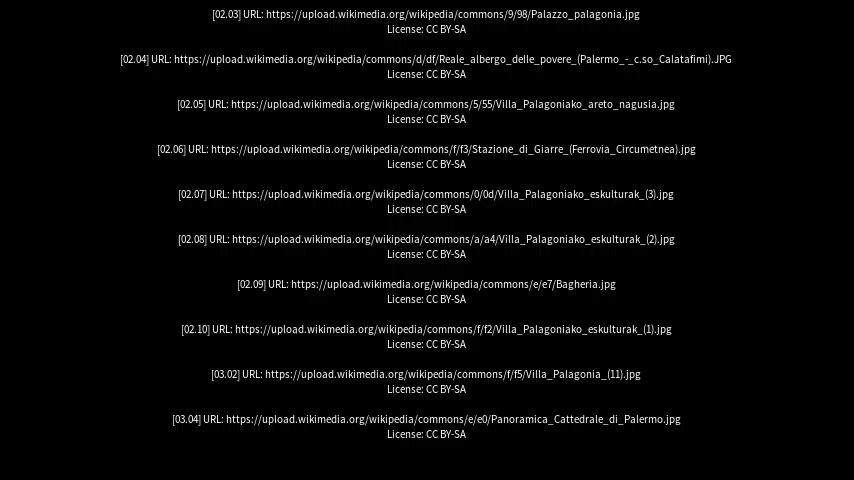 [02.03] URL: https://upload.wikimedia.org/wikipedia/commons/9/98/Palazzo_palagonia.jpg
License: CC BY-SA
[02.04] URL: https://upload.wikimedia.org/wikipedia/commons/d/df/Reale_albergo_delle_povere_(Palermo_-_c.so_Calatafimi).JPG
License: CC BY-SA
[02.05] URL: https://upload.wikimedia.org/wikipedia/commons/5/55/Villa_Palagoniako_areto_nagusia.jpg
License: CC BY-SA
[02.06] URL: https://upload.wikimedia.org/wikipedia/commons/f/f3/Stazione_di_Giarre_(Ferrovia_Circumetnea).jpg
License: CC BY-SA
[02.07] URL: https://upload.wikimedia.org/wikipedia/commons/0/0d/Villa_Palagoniako_eskulturak_(3).jpg
License: CC BY-SA
[02.08] URL: https://upload.wikimedia.org/wikipedia/commons/a/a4/Villa_Palagoniako_eskulturak_(2).jpg
License: CC BY-SA
[02.09] URL: https://upload.wikimedia.org/wikipedia/commons/e/e7/Bagheria.jpg
License: CC BY-SA
[02.10] URL: https://upload.wikimedia.org/wikipedia/commons/f/f2/Villa_Palagoniako_eskulturak_(1).jpg
License: CC BY-SA
[03.02] URL: https://upload.wikimedia.org/wikipedia/commons/f/f5/Villa_Palagonia_(11).jpg
License: CC BY-SA
[03.04] URL: https://upload.wikimedia.org/wikipedia/commons/e/e0/Panoramica_Cattedrale_di_Palermo.jpg
License: CC BY-SA